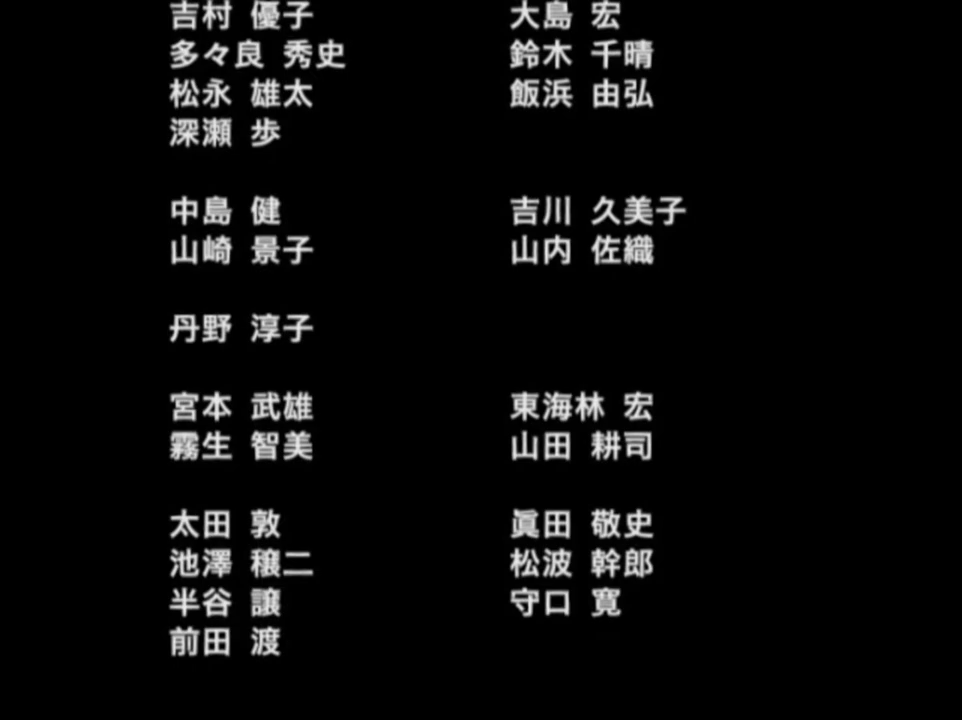 吉村 優子 大島 宏
多々良 秀史 鈴木 千晴
松永 雄太 飯浜 由弘
深瀬 歩
中島 健 吉川 久美子
山崎 景子 山内 佐織
丹野 淳子
宮本 武雄 東海林 宏
霧生 智美 山田 耕司
太田 敦 眞田 敬史
池澤 穣二 松波 幹郎
半谷 譲 守口 寛
前田 渡